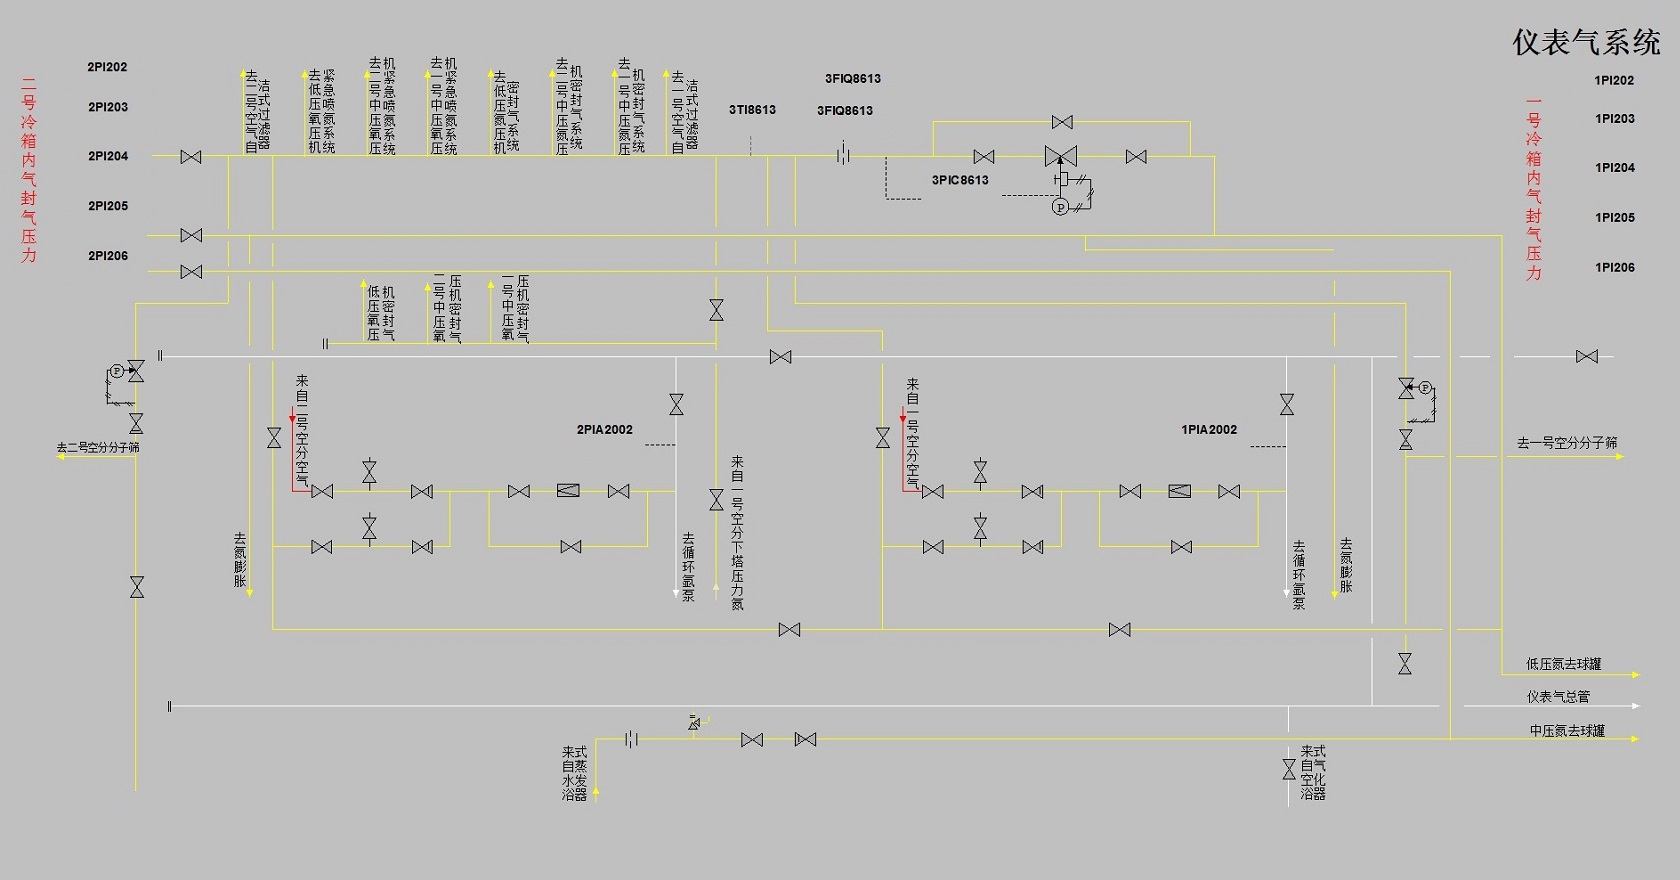 仪表气系统
二号冷箱内气封气压力
2PI202
2PI203
2PI204
2PI205
2PI206
去二号空气自
洁式过滤器
去低压氧压机
紧急喷氮系统
去二号中压氧压
机紧急喷氮系统
去一号中压氧压
机紧急喷氮系统
去低压氮压机
密封气系统
去二号中压氮压
机密封气系统
去一号中压氮压
机密封气系统
去一号空气自
洁式过滤器
3TI8613
3FIQ8613
3FIQ8613
3PIC8613
P
一号冷箱内气封气压力
1PI202
1PI203
1PI204
1PI205
1PI206
低压氧压
机密封气
二号中压氧
压机密封气
一号中压氧
压机密封气
P
去二号空分分子筛
来自二号空分空气
2PIA2002
去氮膨胀
去循环氩泵
来自一号空分下塔压力氮
来自一号空分空气
1PIA2002
去循环氩泵
去氮膨胀
P
去一号空分分子筛
低压氮去球罐
仪表气总管
中压氮去球罐
来自水浴
式蒸发器
来自空浴
式气化器